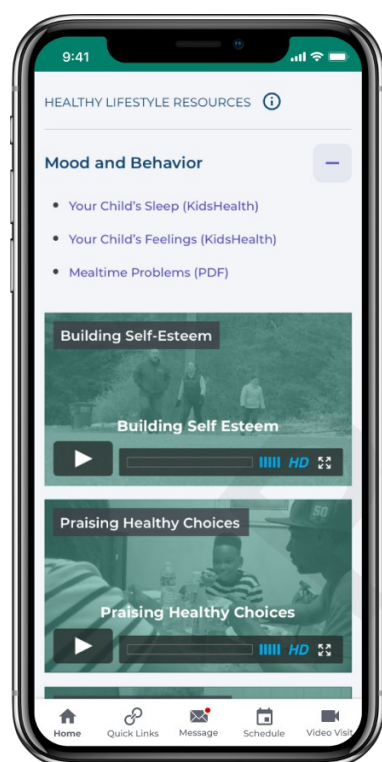 9:41
HEALTHY LIFESTYLE RESOURCES
Mood and Behavior
Your Child's Sleep (KidsHealth)
Your Child's Feelings (KidsHealth)
Mealtime Problems (PDF)
Building Self-Esteem
Building Self Esteem
HD
Praising Healthy Choices
50
Praising Healthy Choices
HD
Home
Quick Links
Message
Schedule
Video Visit